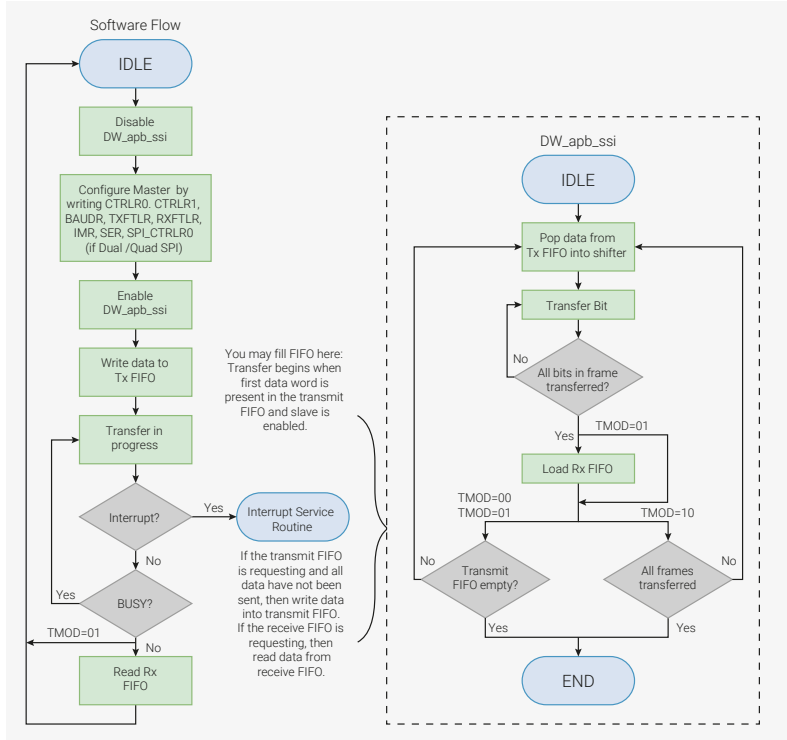 Software Flow
IDLE
Disable
DW_apb_ssi
Configure Master by
writing CTRLR0. CTRLR1,
BAUDR, TXFTLR, RXFTLR,
IMR, SER, SPI_CTRLR0
(if Dual /Quad SPI)
Enable
DW_apb_ssi
Write data to
Tx FIFO
Transfer in
progress
Interrupt?
Yes
Interrupt Service
Routine
No
BUSY?
Yes
TMOD=01
No
Read Rx
FIFO
You may fill FIFO here:
Transfer begins when
first data word is
present in the transmit
FIFO and slave is
enabled.
If the transmit FIFO
is requesting and all
data have not been
sent, then write data
into transmit FIFO.
If the receive FIFO is
requesting, then
read data from
receive FIFO.
DW_apb_ssi
IDLE
Pop data from
Tx FIFO into shifter
Transfer Bit
No
All bits in frame
transferred?
Yes
TMOD=01
Load Rx FIFO
TMOD=00
TMOD=01
TMOD=10
No
Transmit
FIFO empty?
All frames
transferred
No
Yes
Yes
END